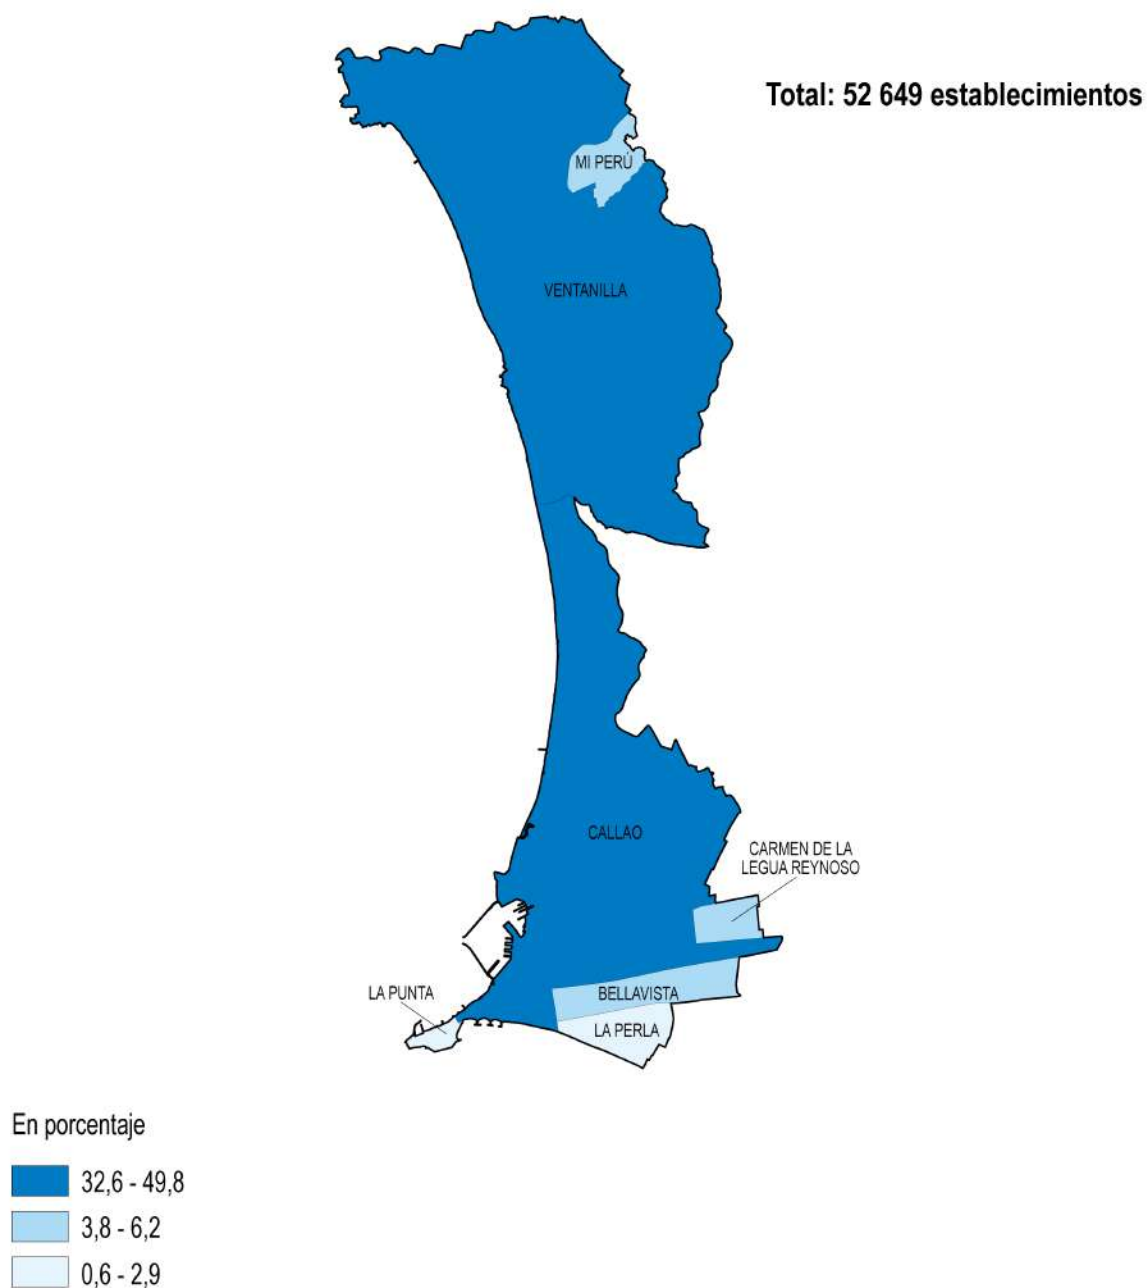 Total: 52 649 establecimientos
MI PERÚ
VENTANILLA
CALLAO
CARMEN DE LA
LEGUA REYNOSO
LA PUNTA
BELLAVISTA
LA PERLA
En porcentaje
32,6 - 49,8
3,8 - 6,2
0,6 - 2,9